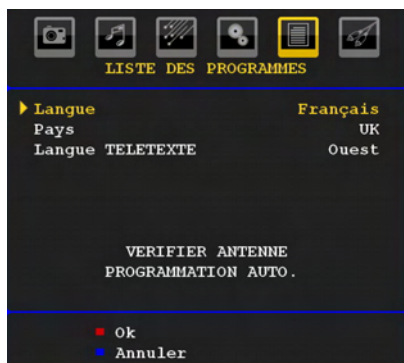 LISTE DES PROGRAMMES
Langue Français
Pays UK
Langue TELETEXTE Ouest
VERIFIER ANTENNE
PROGRAMMATION AUTO.
Ok
Annuler